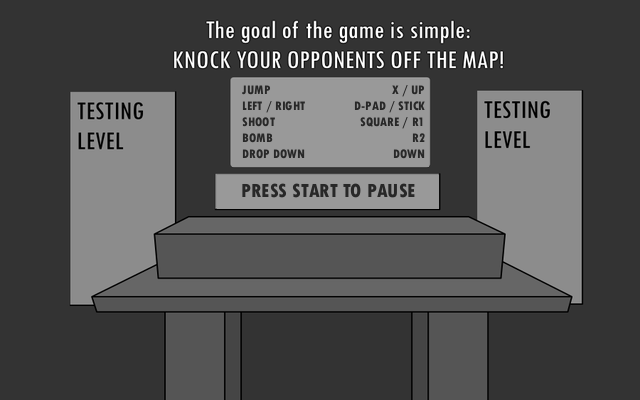 The goal of the game is simple:
KNOCK YOUR OPPONENTS OFF THE MAP!
TESTING
LEVEL
JUMP X / UP
LEFT / RIGHT D-PAD / STICK
SHOOT SQUARE / R1
BOMB R2
DROP DOWN DOWN
PRESS START TO PAUSE
TESTING
LEVEL